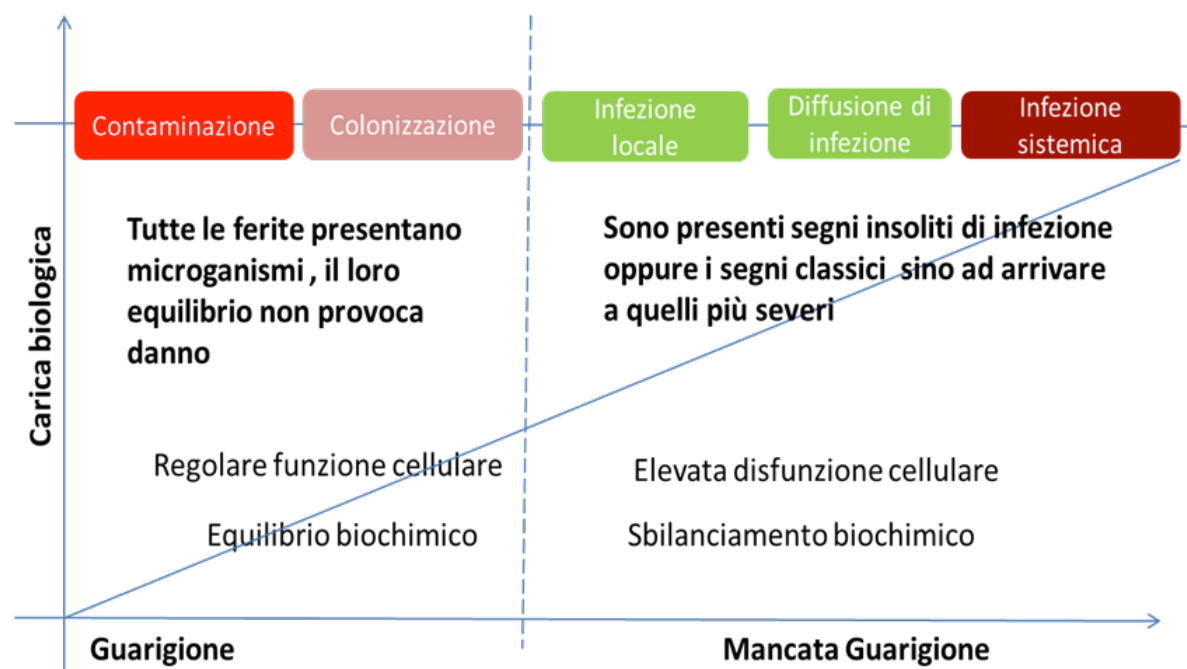 Contaminazione
Colonizzazione
Infezione
locale
Diffusione di
infezione
Infezione
sistemica
Carica biologica
Tutte le ferite presentano
microganismi , il loro
equilibrio non provoca
danno
Sono presenti segni insoliti di infezione
oppure i segni classici sino ad arrivare
a quelli più severi
Regolare funzione cellulare
Equilibrio biochimico
Elevata disfunzione cellulare
Sbilanciamento biochimico
Guarigione
Mancata Guarigione